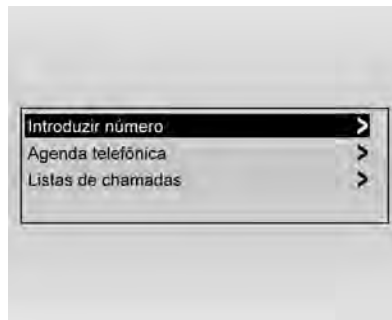 Introduzir número
Agenda telefónica
Listas de chamadas